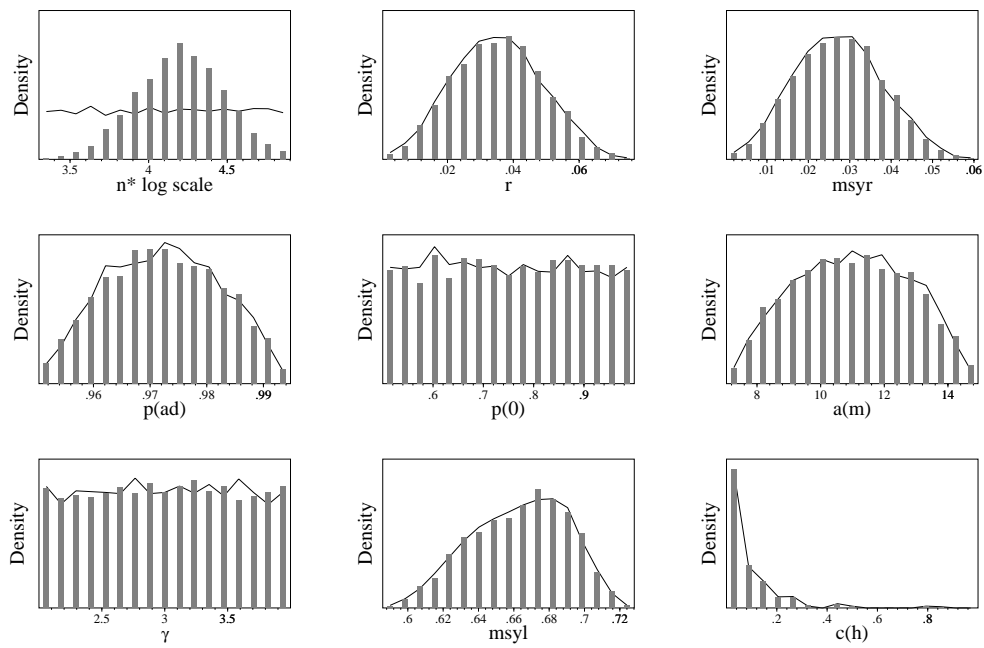 Density
3.5 4 4.5
n* log scale
Density
.02 .04 .06
r
Density
.01 .02 .03 .04 .05 .06
msyr
Density
.96 .97 .98 .99
p(ad)
Density
.6 .7 .8 .9
p(0)
Density
8 10 12 14
a(m)
Density
2.5 3 3.5
γ
Density
.6 .62 .64 .66 .68 .7 .72
msyl
Density
.2 .4 .6 .8
c(h)